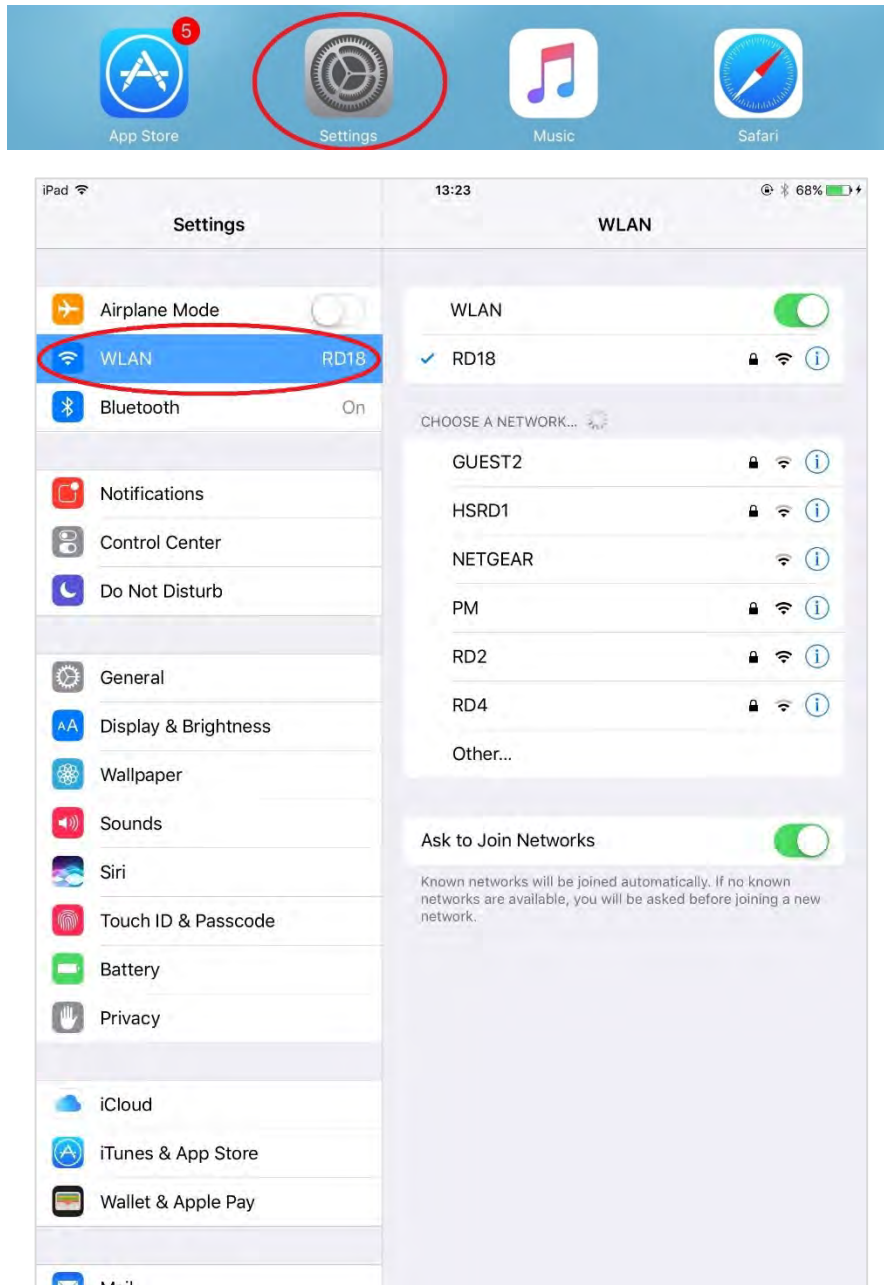 5
App Store
Settings
Music
Safari
iPad
13:23
68%
Settings
WLAN
Airplane Mode
WLAN RD18
Bluetooth On
Notifications
Control Center
Do Not Disturb
General
AA Display & Brightness
Wallpaper
Sounds
Siri
Touch ID & Passcode
Battery
Privacy
iCloud
iTunes & App Store
Wallet & Apple Pay
WLAN
RD18
CHOOSE A NETWORK...
GUEST2
HSRD1
NETGEAR
PM
RD2
RD4
Other...
Ask to Join Networks
Known networks will be joined automatically. If no known
networks are available, you will be asked before joining a new
network.